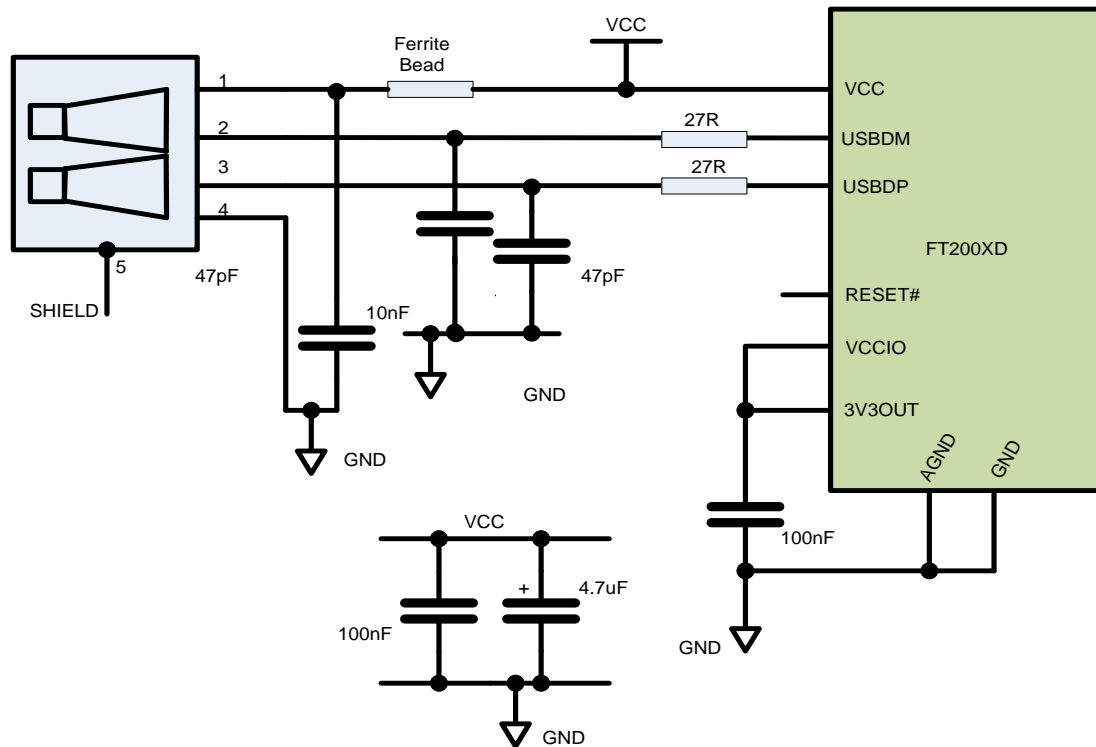 VCC
Ferrite
Bead
1
VCC
27R
2
USBDM
27R
3
USBDP
4
FT200XD
5
47pF
47pF
RESET#
SHIELD
10nF
VCCIO
GND
3V3OUT
GND
AGND
GND
VCC
100nF
4.7uF
+
100nF
GND
GND